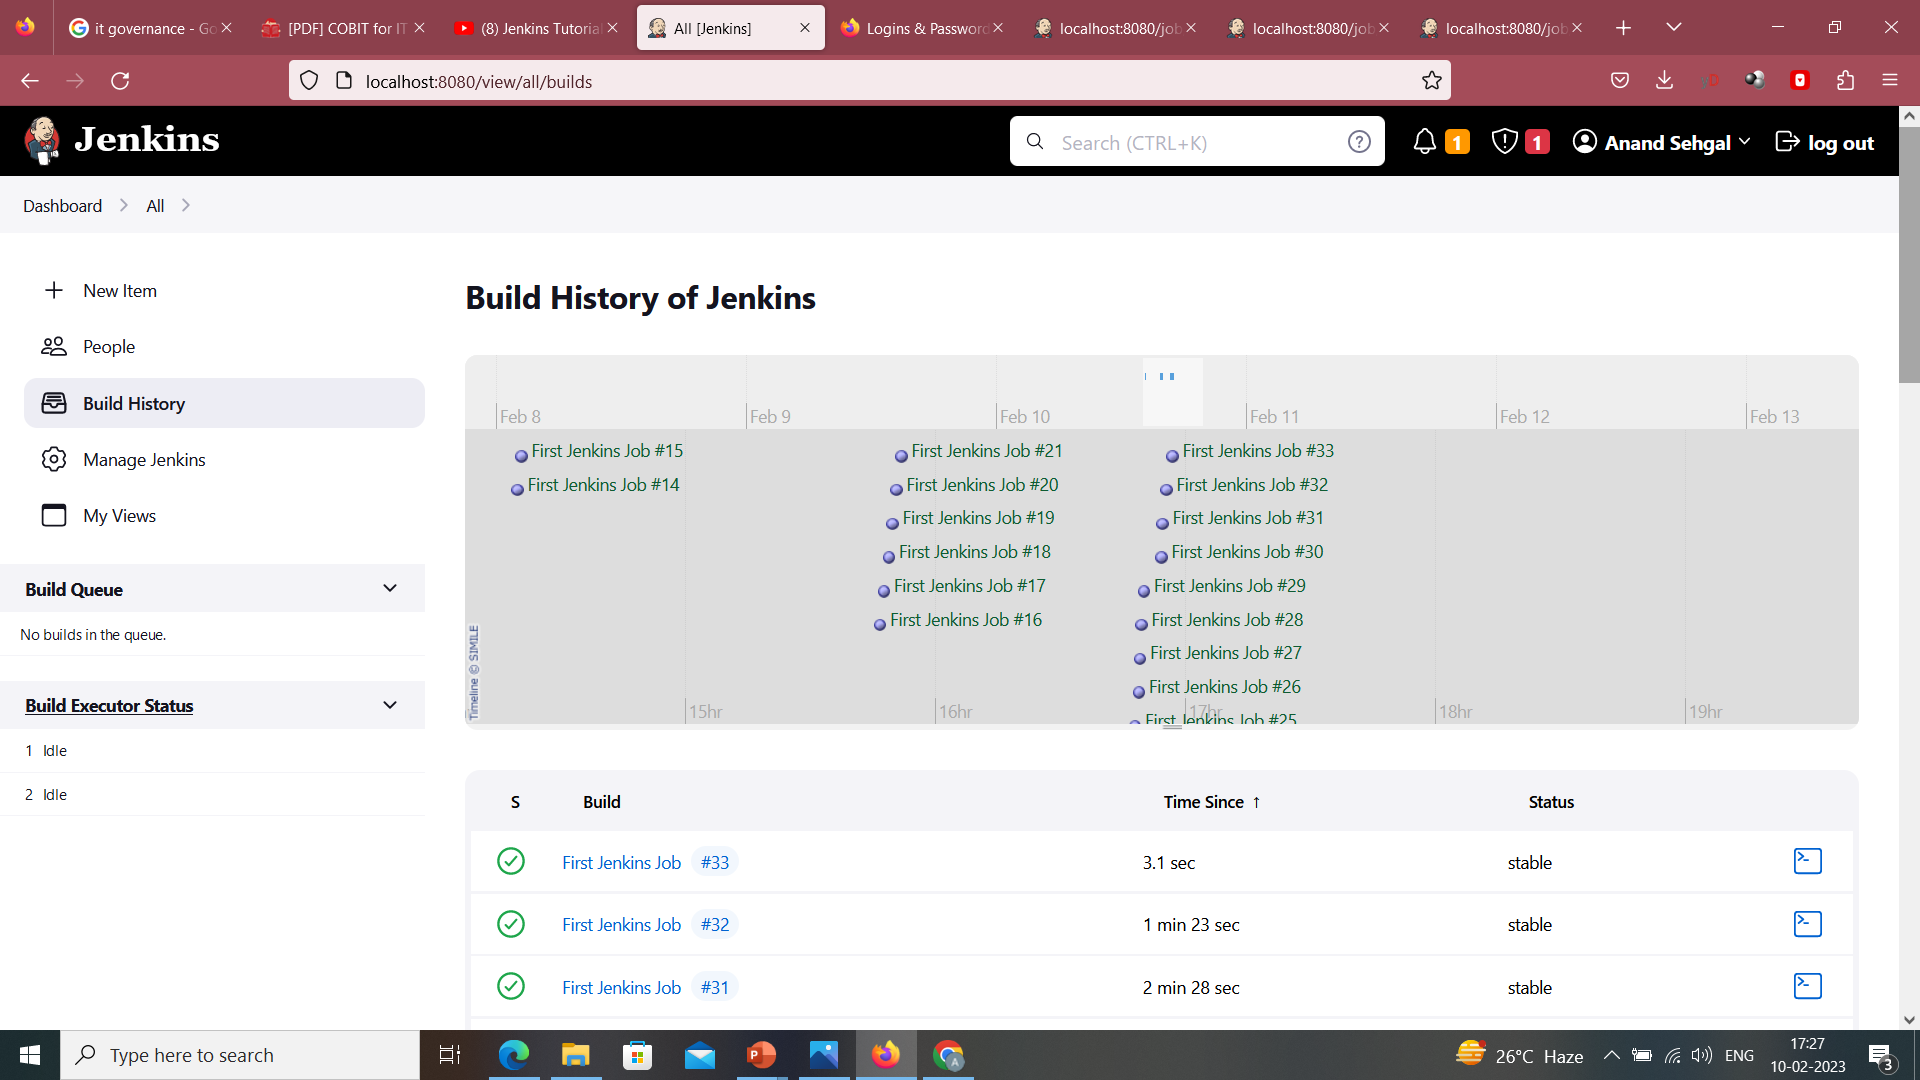 it governance - Go
[PDF] COBIT for IT
(8) Jenkins Tutorial
All [Jenkins]
Logins & Password
localhost:8080/job
localhost:8080/job
localhost:8080/job
localhost:8080/view/all/builds
Jenkins
Search (CTRL+K)
1
1
Anand Sehgal
log out
Dashboard
All
New Item
People
Build History
Manage Jenkins
My Views
Build Queue
No builds in the queue.
Build Executor Status
1 Idle
2 Idle
Build History of Jenkins
Feb 8
Feb 9
Feb 10
Feb 11
Feb 12
Feb 13
First Jenkins Job #15
First Jenkins Job #14
First Jenkins Job #21
First Jenkins Job #20
First Jenkins Job #19
First Jenkins Job #18
First Jenkins Job #17
First Jenkins Job #16
First Jenkins Job #33
First Jenkins Job #32
First Jenkins Job #31
First Jenkins Job #30
First Jenkins Job #29
First Jenkins Job #28
First Jenkins Job #27
First Jenkins Job #26
First Jenkins Job #25
Timeline © SIMILE
15hr
16hr
17hr
18hr
19hr
S Build Time Since ↑ Status
First Jenkins Job #33 3.1 sec stable
First Jenkins Job #32 1 min 23 sec stable
First Jenkins Job #31 2 min 28 sec stable
Type here to search
26°C Haze
ENG
17:27
10-02-2023
3